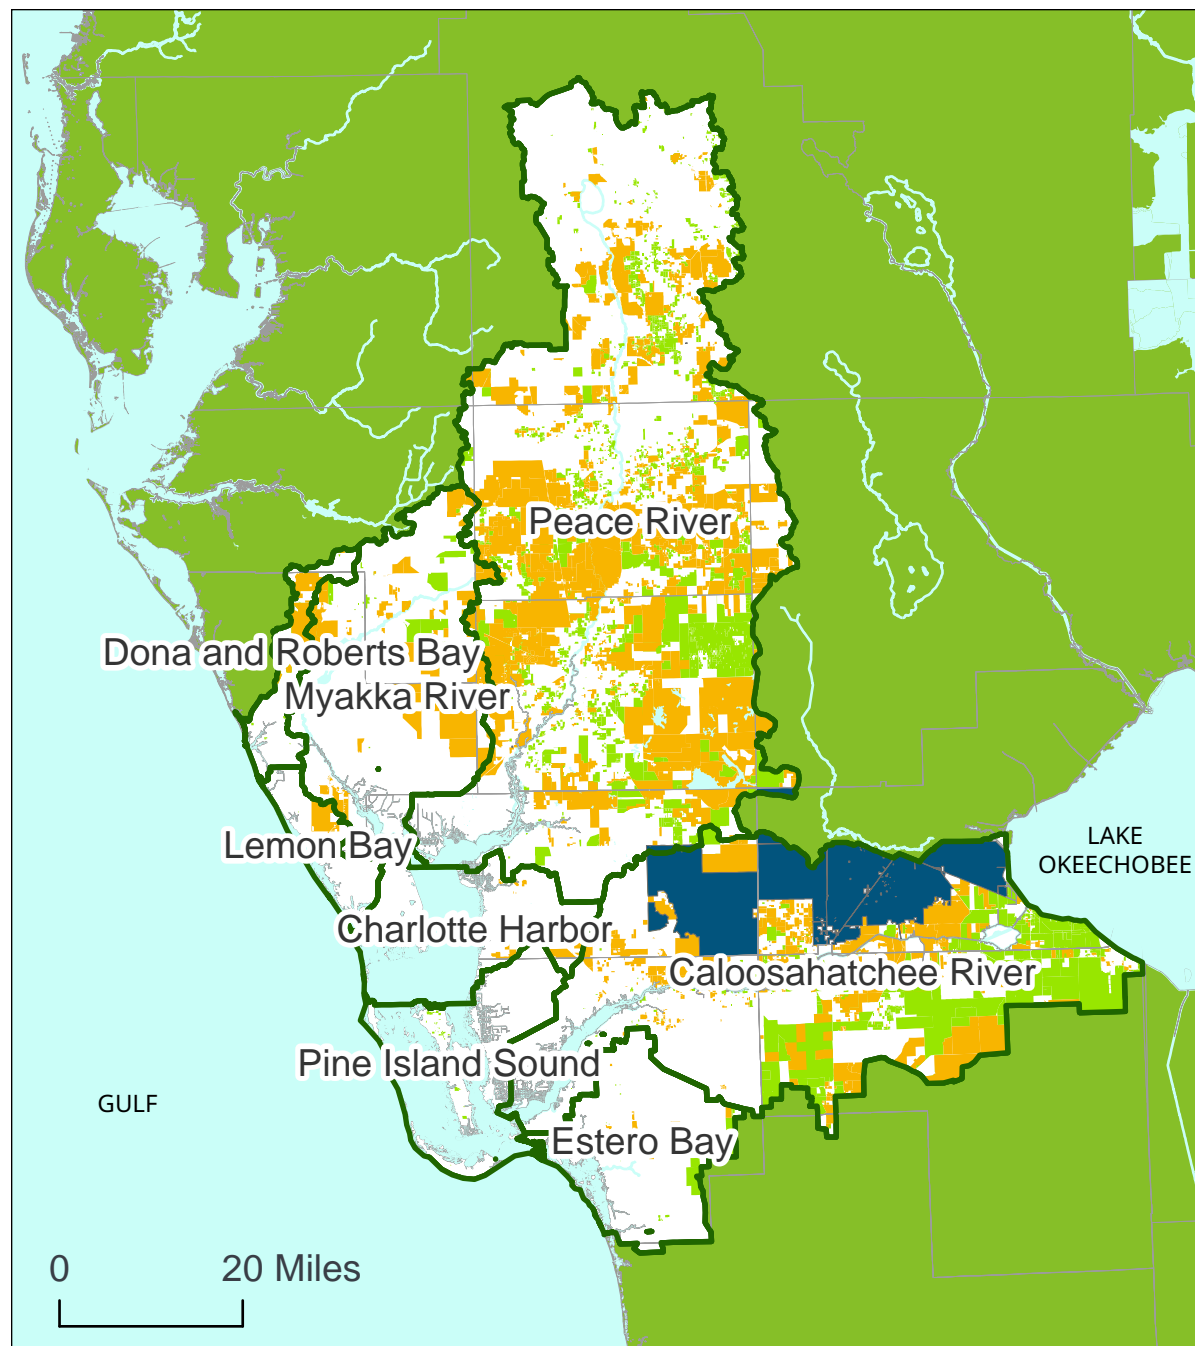 Peace River
Dona and Roberts Bay
Myakka River
Lemon Bay
LAKE
OKEECHOBEE
Charlotte Harbor
Caloosahatchee River
Pine Island Sound
GULF
Estero Bay
0 20 Miles